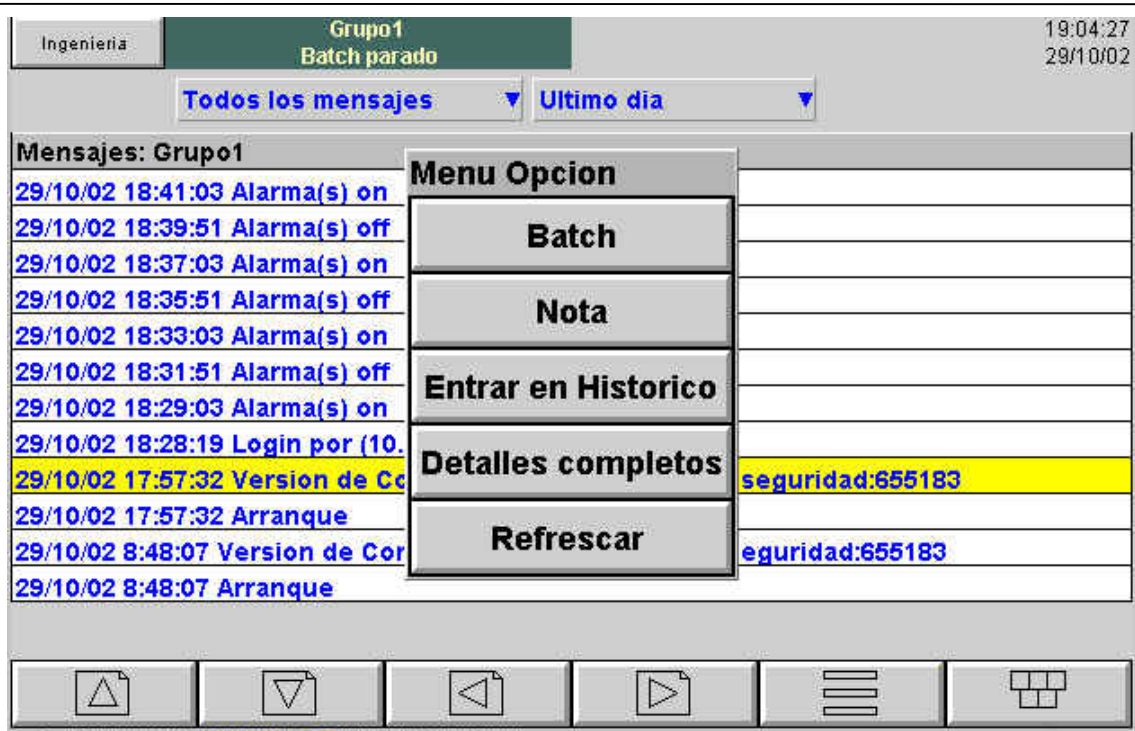 Ingenieria
Grupo1
Batch parado
19:04:27
29/10/02
Todos los mensajes
Ultimo dia
Mensajes: Grupo1
29/10/02 18:41:03 Alarma(s) on
29/10/02 18:39:51 Alarma(s) off
29/10/02 18:37:03 Alarma(s) on
29/10/02 18:35:51 Alarma(s) off
29/10/02 18:33:03 Alarma(s) on
29/10/02 18:31:51 Alarma(s) off
29/10/02 18:29:03 Alarma(s) on
29/10/02 18:28:19 Login por (10.
29/10/02 17:57:32 Version de Co seguridad:655183
29/10/02 17:57:32 Arranque
29/10/02 8:48:07 Version de Cor eguridad:655183
29/10/02 8:48:07 Arranque
Menu Opcion
Batch
Nota
Entrar en Historico
Detalles completos
Refrescar